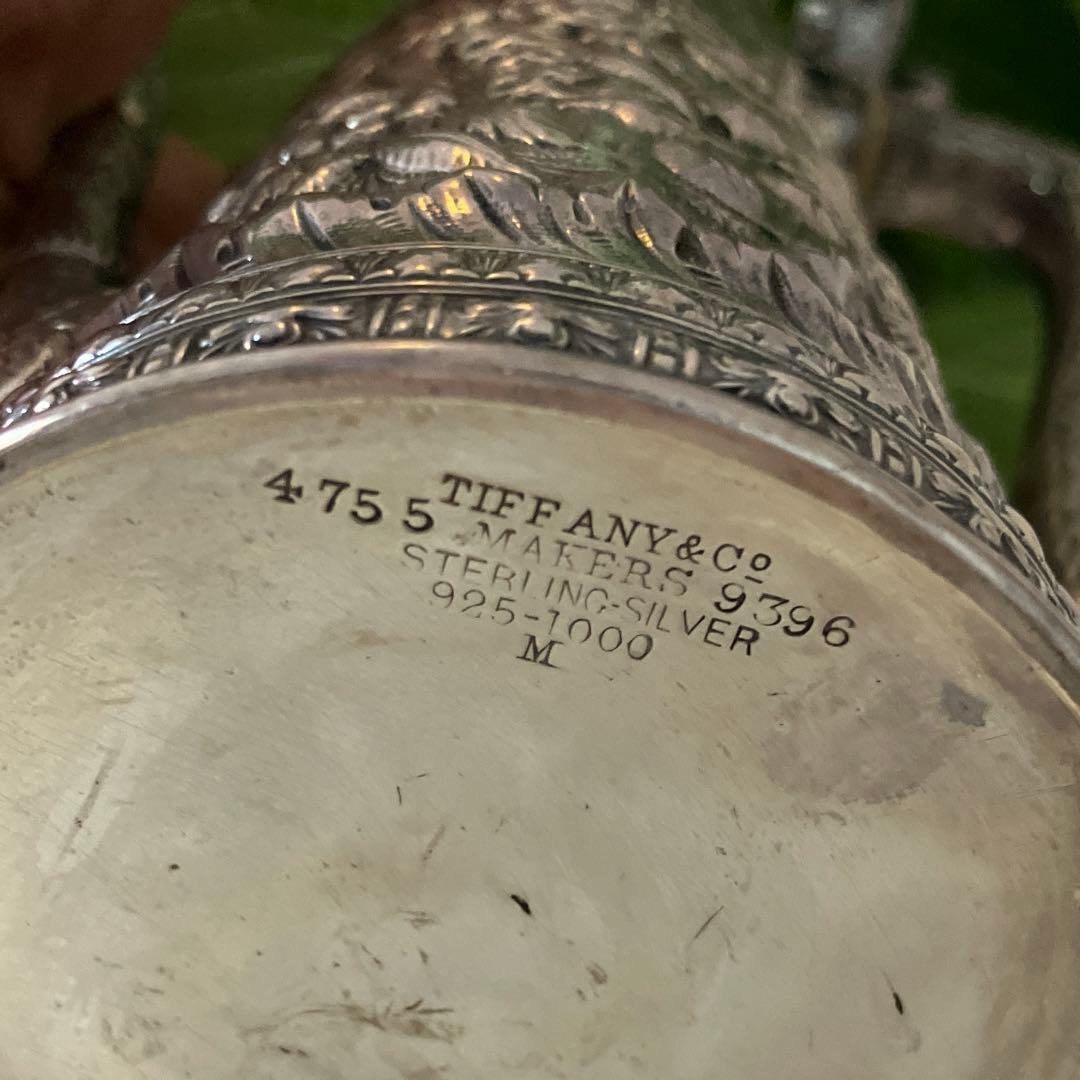 TIFFANY & Cº
4755 MAKERS 9396
STERLING-SILVER
925-1000
M